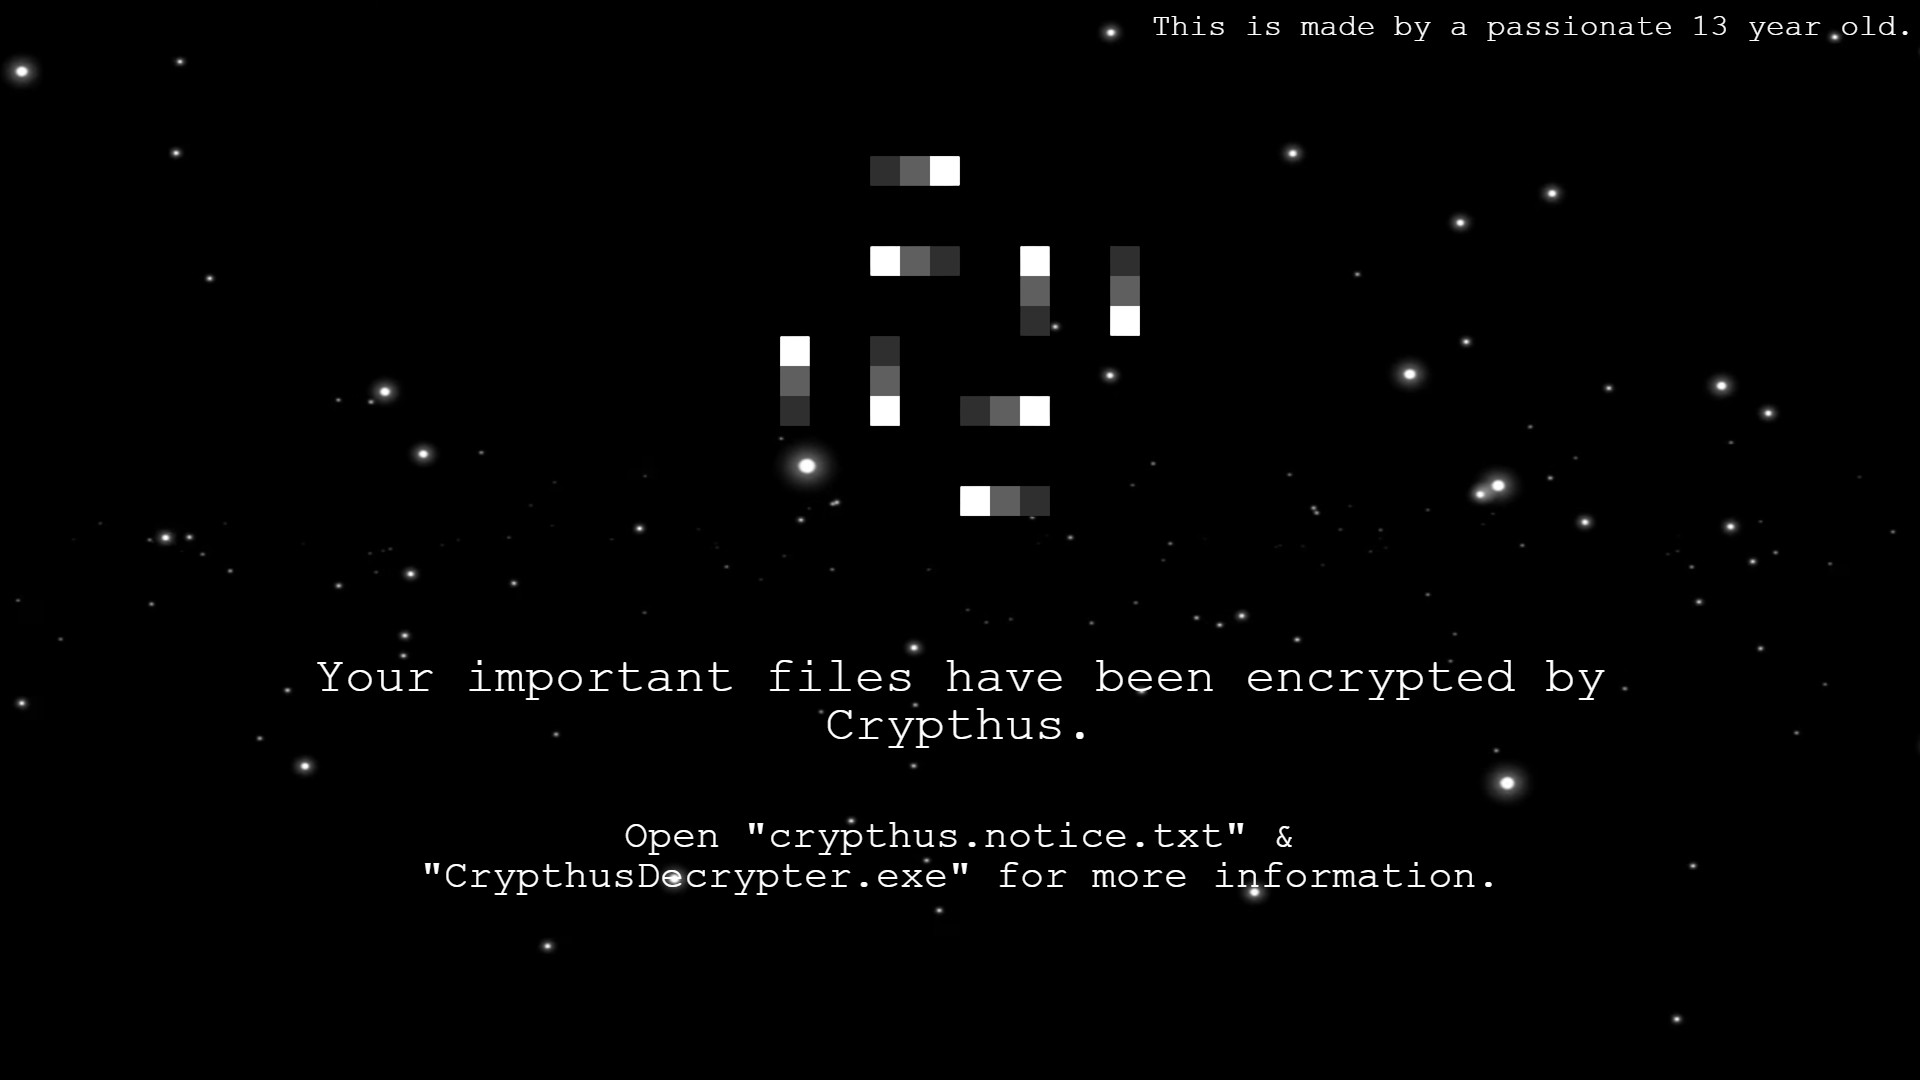 This is made by a passionate 13 year old.
Your important files have been encrypted by
Crypthus.
Open "crypthus.notice.txt" &
"CrypthusDecrypter.exe" for more information.